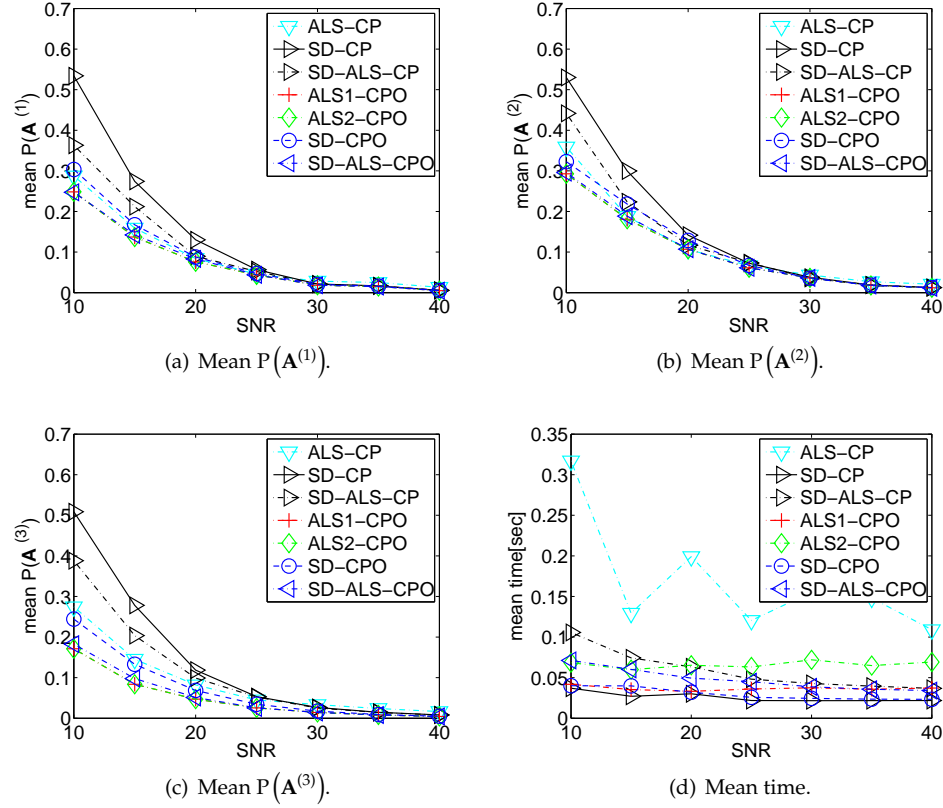 0.7
0.6
0.5
0.4
0.3
0.2
0.1
0
mean P(A (1))
10 20 30 40
SNR
ALS−CP
SD−CP
SD−ALS−CP
ALS1−CPO
ALS2−CPO
SD−CPO
SD−ALS−CPO
(a) Mean P(A(1)).
0.7
0.6
0.5
0.4
0.3
0.2
0.1
0
mean P(A (2))
10 20 30 40
SNR
ALS−CP
SD−CP
SD−ALS−CP
ALS1−CPO
ALS2−CPO
SD−CPO
SD−ALS−CPO
(b) Mean P(A(2)).
0.7
0.6
0.5
0.4
0.3
0.2
0.1
0
mean P(A (3))
10 20 30 40
SNR
ALS−CP
SD−CP
SD−ALS−CP
ALS1−CPO
ALS2−CPO
SD−CPO
SD−ALS−CPO
(c) Mean P(A(3)).
0.35
0.3
0.25
0.2
0.15
0.1
0.05
0
mean time[sec]
10 15 20 25 30 35 40
SNR
ALS−CP
SD−CP
SD−ALS−CP
ALS1−CPO
ALS2−CPO
SD−CPO
SD−ALS−CPO
(d) Mean time.